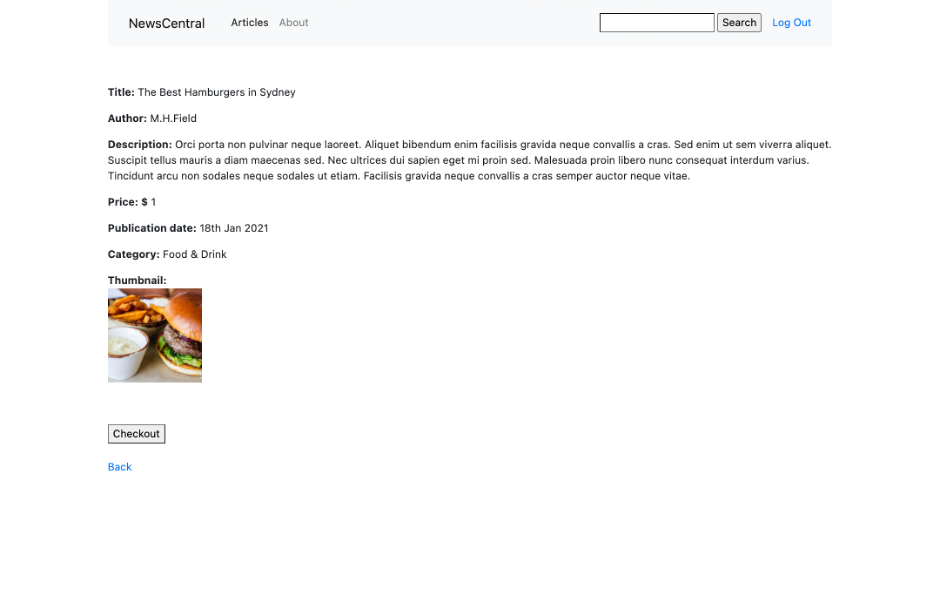 NewsCentral Articles About Search Log Out
Title: The Best Hamburgers in Sydney
Author: M.H.Field
Description: Orci porta non pulvinar neque laoreet. Aliquet bibendum enim facilisis gravida neque convallis a cras. Sed enim ut sem viverra aliquet.
Suscipit tellus mauris a diam maecenas sed. Nec ultrices dui sapien eget mi proin sed. Malesuada proin libero nunc consequat interdum varius.
Tincidunt arcu non sodales neque sodales ut etiam. Facilisis gravida neque convallis a cras semper auctor neque vitae.
Price: $ 1
Publication date: 18th Jan 2021
Category: Food & Drink
Thumbnail:
Checkout
Back